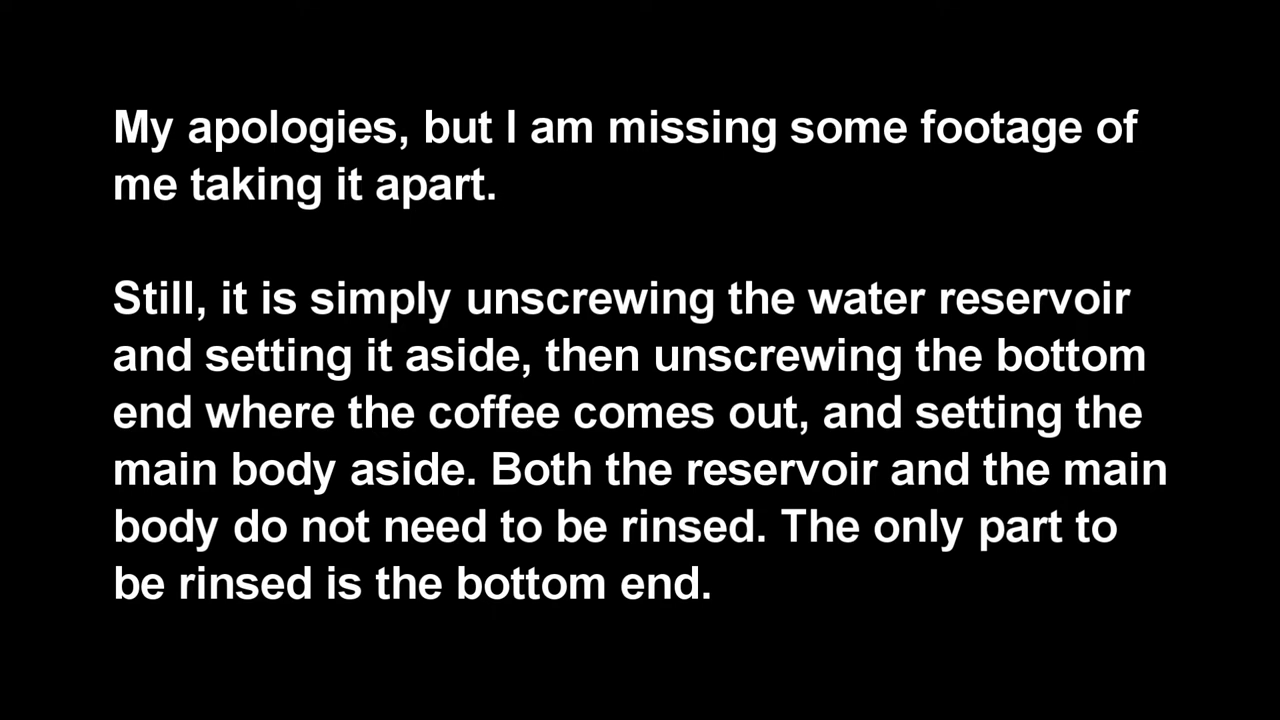 My apologies, but I am missing some footage of
me taking it apart.
Still, it is simply unscrewing the water reservoir
and setting it aside, then unscrewing the bottom
end where the coffee comes out, and setting the
main body aside. Both the reservoir and the main
body do not need to be rinsed. The only part to
be rinsed is the bottom end.